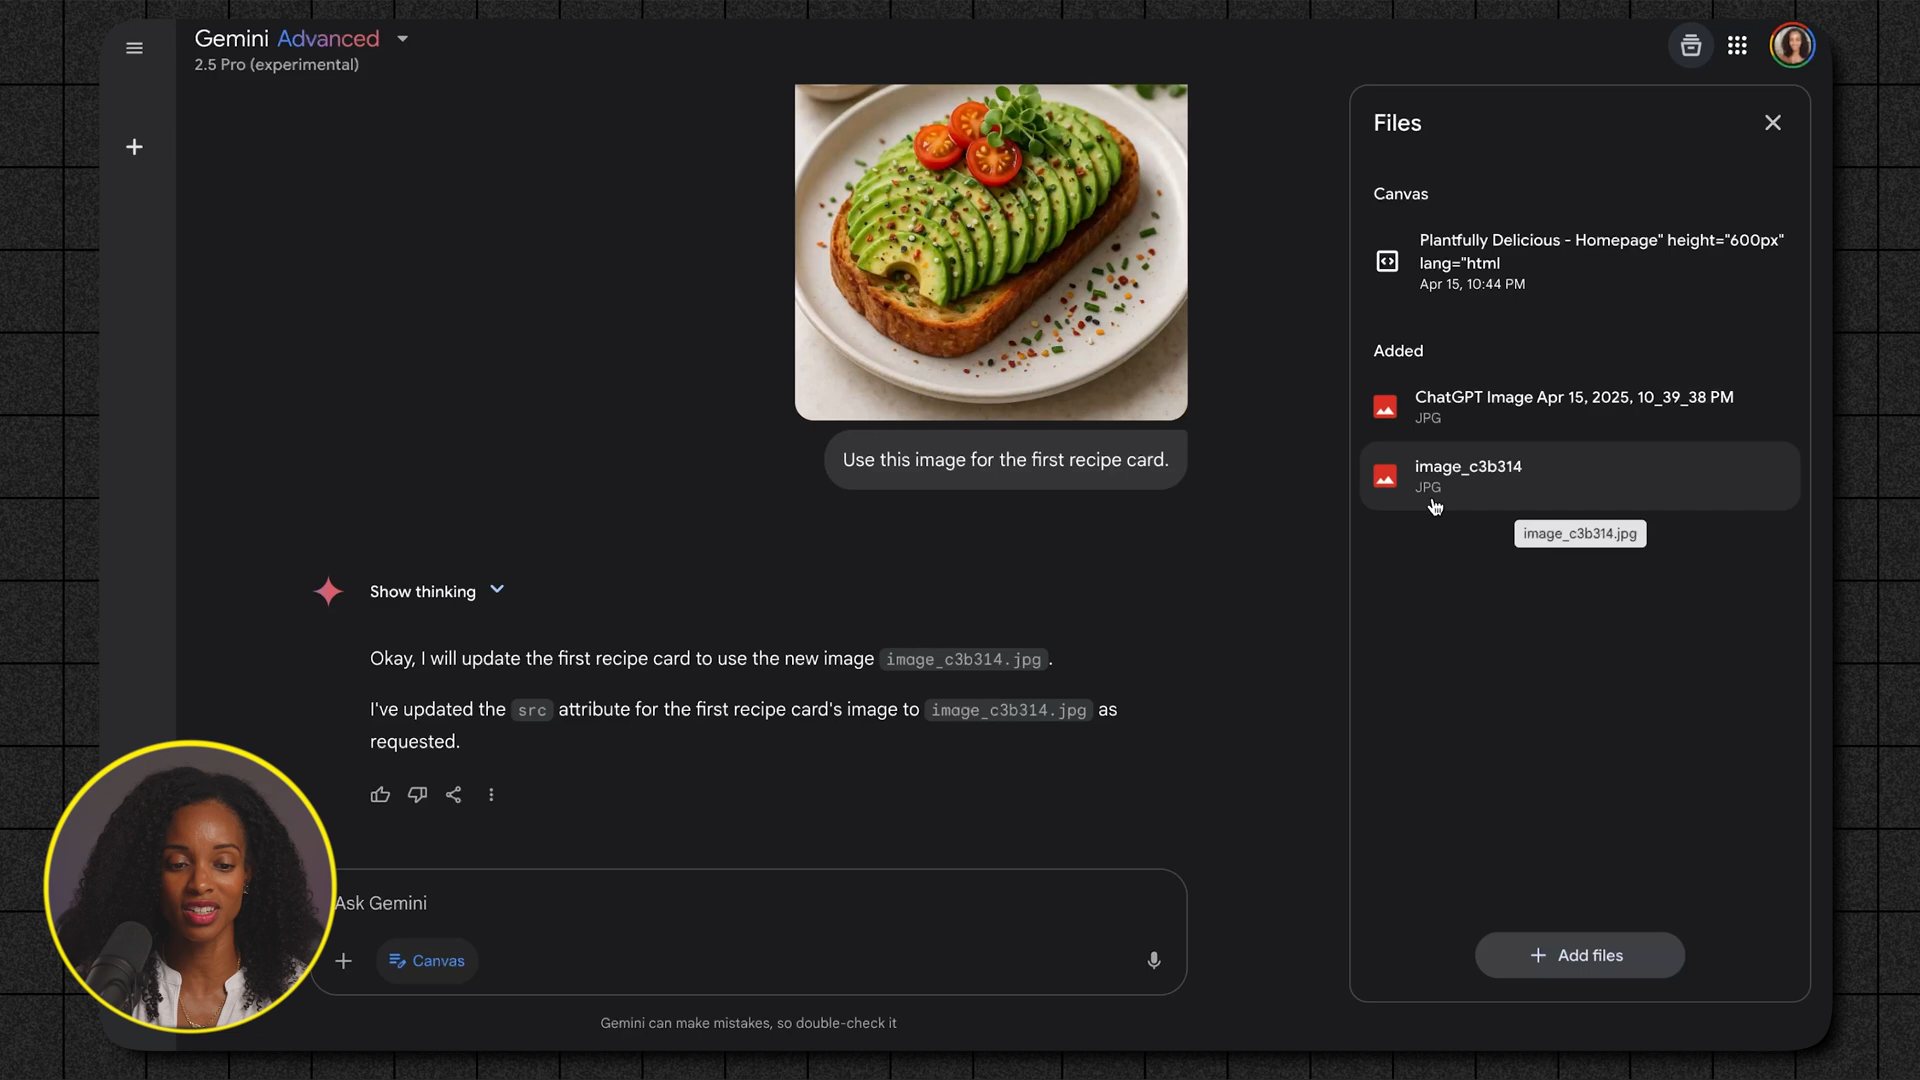 Gemini Advanced
2.5 Pro (experimental)
Use this image for the first recipe card.
Show thinking
Okay, I will update the first recipe card to use the new image image_c3b314.jpg.
I've updated the src attribute for the first recipe card's image to image_c3b314.jpg as
requested.
Ask Gemini
Canvas
Gemini can make mistakes, so double-check it
Files
Canvas
Plantfully Delicious - Homepage" height="600px"
lang="html
Apr 15, 10:44 PM
Added
ChatGPT Image Apr 15, 2025, 10_39_38 PM
JPG
image_c3b314
JPG
image_c3b314.jpg
Add files